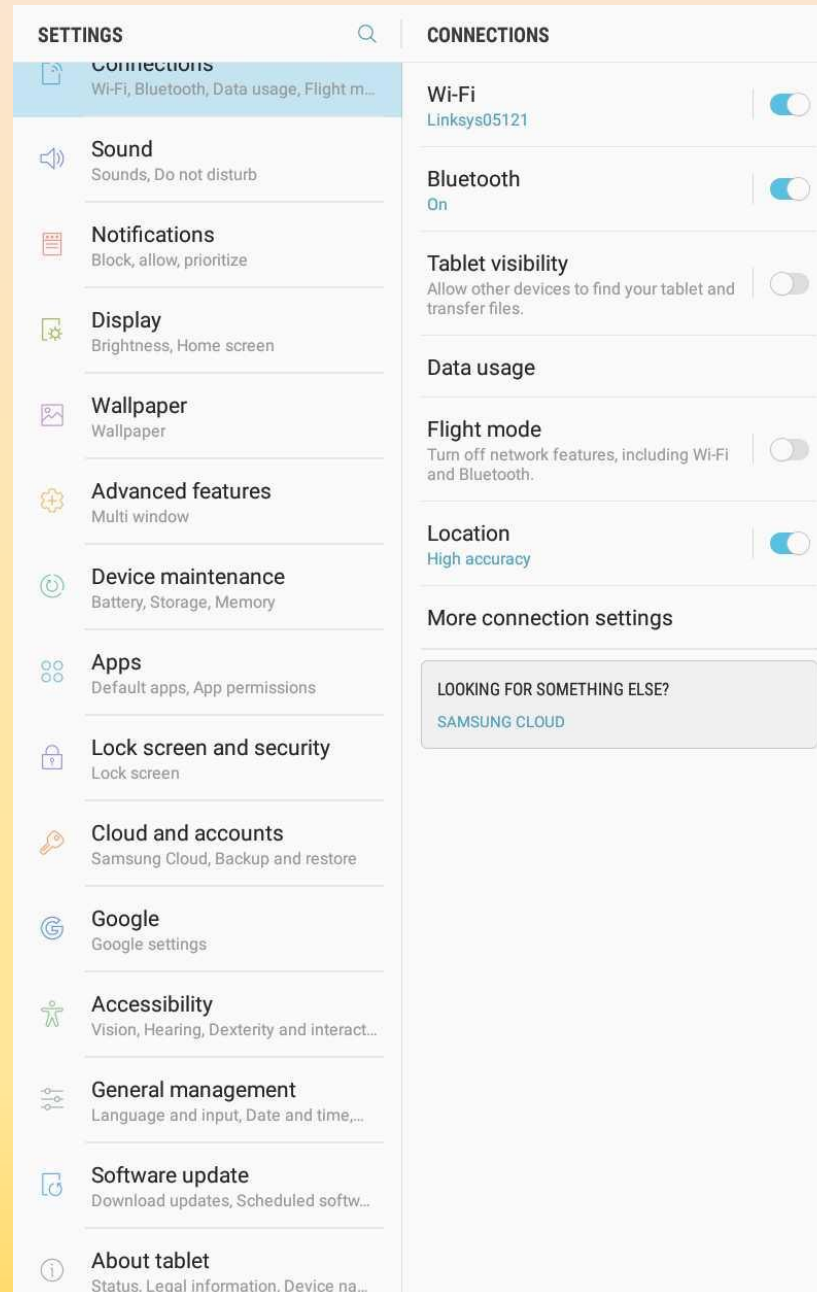 SETTINGS
Connections
Wi-Fi, Bluetooth, Data usage, Flight m...
Sound
Sounds, Do not disturb
Notifications
Block, allow, prioritize
Display
Brightness, Home screen
Wallpaper
Wallpaper
Advanced features
Multi window
Device maintenance
Battery, Storage, Memory
Apps
Default apps, App permissions
Lock screen and security
Lock screen
Cloud and accounts
Samsung Cloud, Backup and restore
Google
Google settings
Accessibility
Vision, Hearing, Dexterity and interact...
General management
Language and input, Date and time,...
Software update
Download updates, Scheduled softw...
About tablet
Status, Legal information, Device na...
CONNECTIONS
Wi-Fi
Linksys05121
Bluetooth
On
Tablet visibility
Allow other devices to find your tablet and
transfer files.
Data usage
Flight mode
Turn off network features, including Wi-Fi
and Bluetooth.
Location
High accuracy
More connection settings
LOOKING FOR SOMETHING ELSE?
SAMSUNG CLOUD